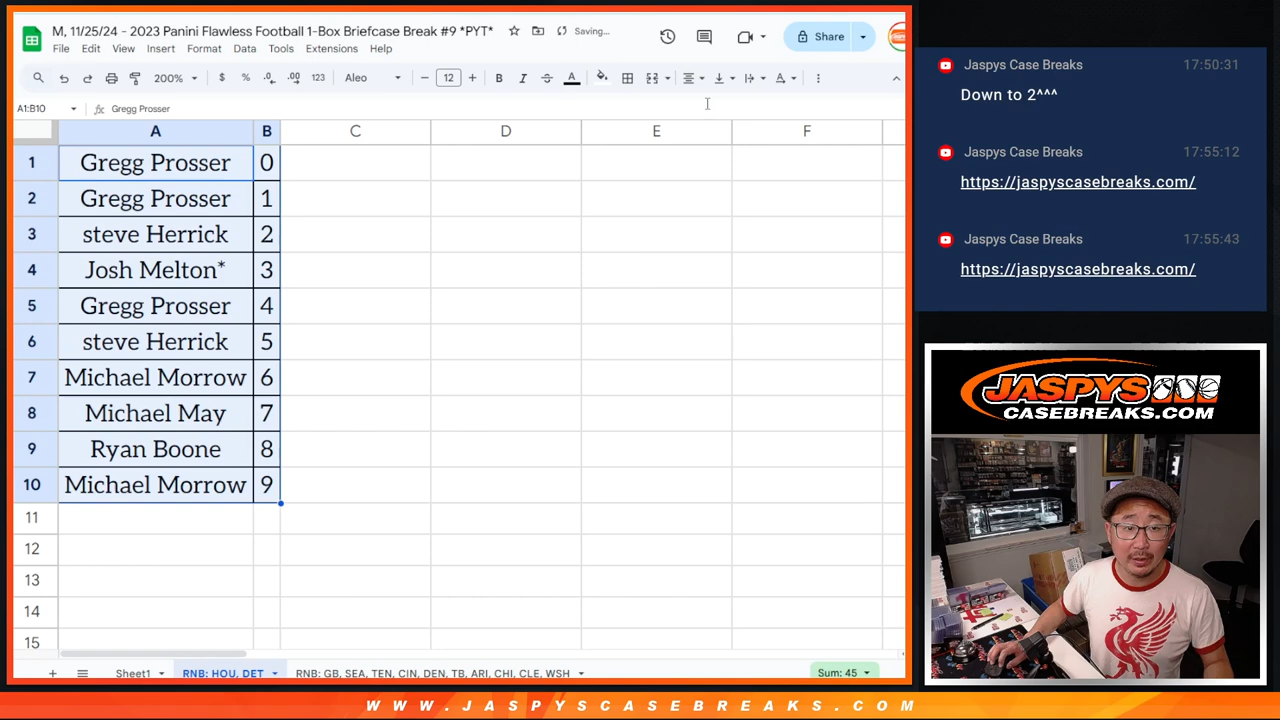 M, 11/25/24 - 2023 Panini Flawless Football 1-Box Briefcase Break #9 *PYT*
Saving...
File Edit View Insert Format Data Tools Extensions Help
Share
200% $ % .0 .00 123 Aleo - 12 + B I A
A1:B10 fx Gregg Prosser
A B C D E F
1 Gregg Prosser 0
2 Gregg Prosser 1
3 steve Herrick 2
4 Josh Melton* 3
5 Gregg Prosser 4
6 steve Herrick 5
7 Michael Morrow 6
8 Michael May 7
9 Ryan Boone 8
10 Michael Morrow 9
11
12
13
14
15
Sheet1 RNB: HOU, DET RNB: GB, SEA, TEN, CIN, DEN, TB, ARI, CHI, CLE, WSH Sum: 45
Jaspys Case Breaks 17:50:31
Down to 2^^^
Jaspys Case Breaks 17:55:12
https://jaspyscasebreaks.com/
Jaspys Case Breaks 17:55:43
https://jaspyscasebreaks.com/
JASPYS
CASEBREAKS.COM
WWW.JASPYSCASEBREAKS.COM